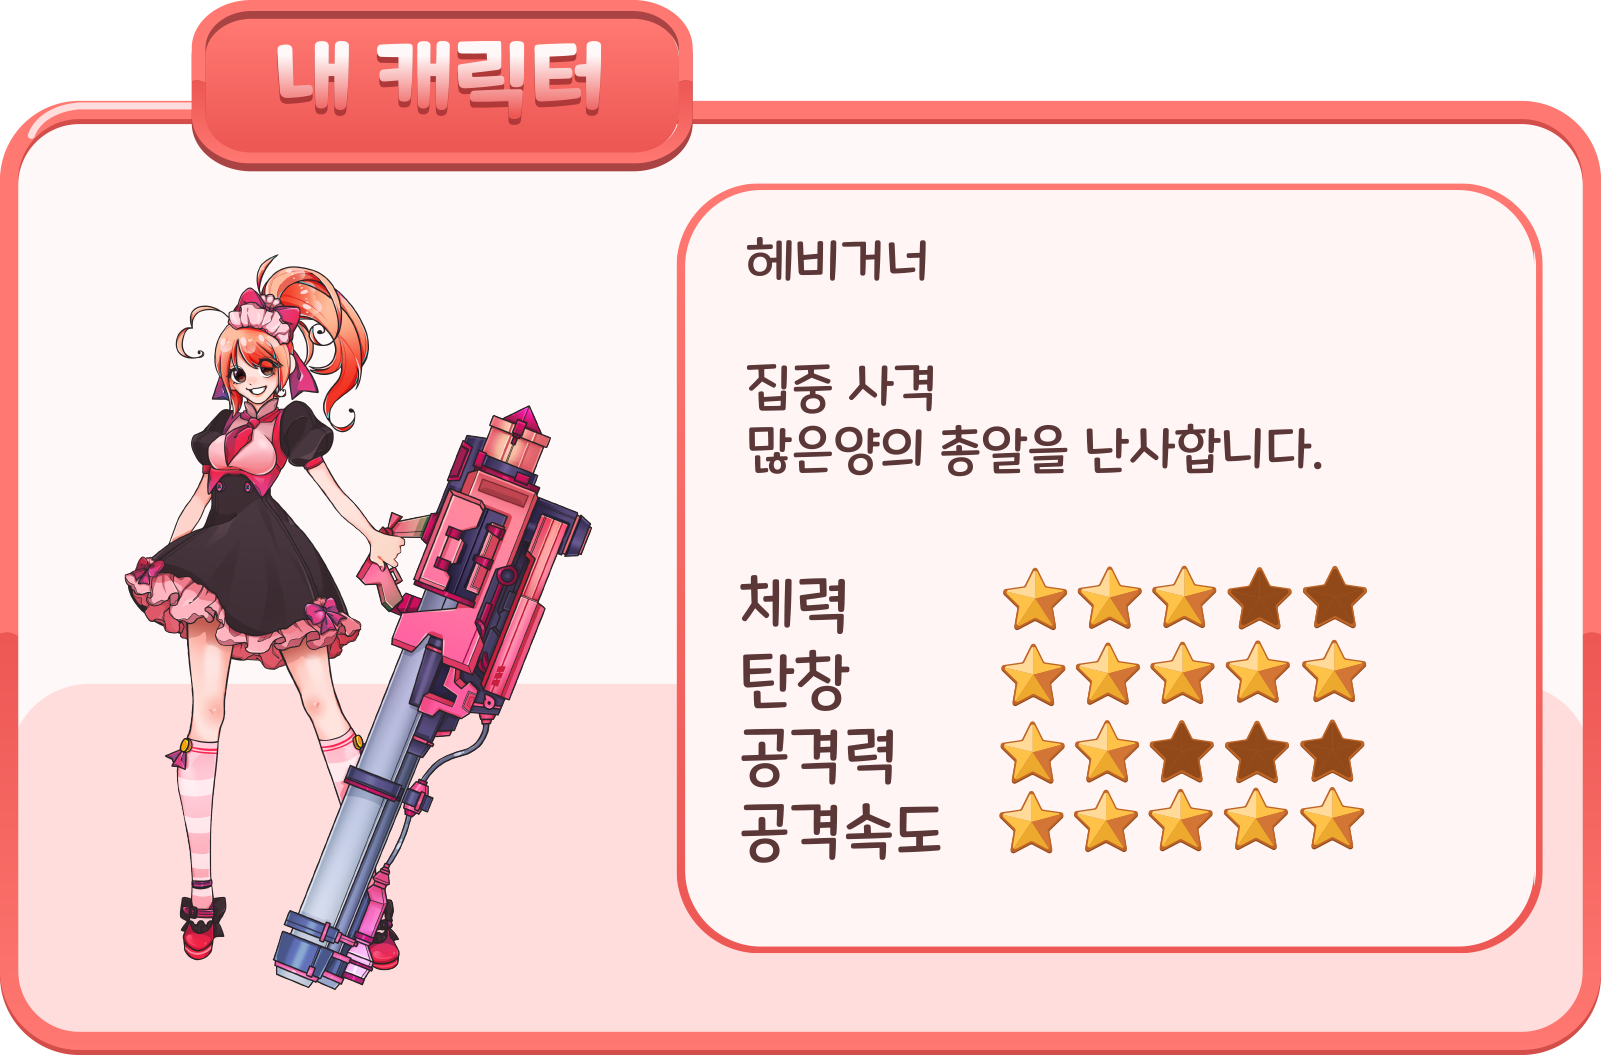 내 캐릭터
헤비거너
집중 사격
많은양의 총알을 난사합니다.
체력
탄창
공격력
공격속도